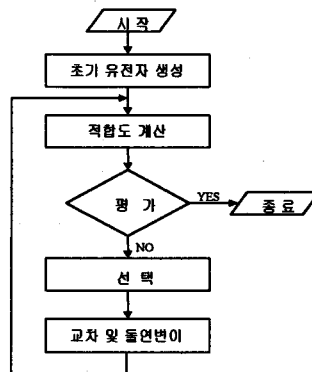 시 작
초기 유전자 생성
적합도 계산
평 가
YES
종 료
NO
선 택
교차 및 돌연변이